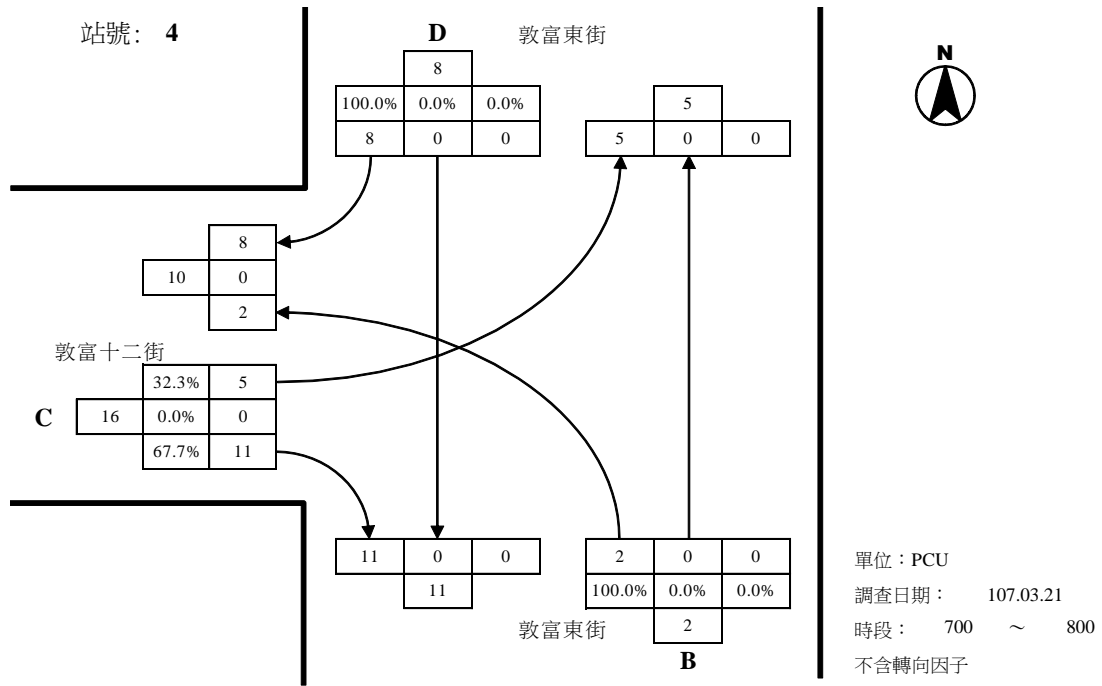 站號： 4
D
敦富東街
N
8
100.0% 0.0% 0.0%
8 0 0
5
5 0 0
8
10 0
2
敦富十二街
32.3% 5
C 16 0.0% 0
67.7% 11
11 0 0
11
2 0 0
100.0% 0.0% 0.0%
2
敦富東街
B
單位：PCU
調查日期： 107.03.21
時段： 700 ～ 800
不含轉向因子